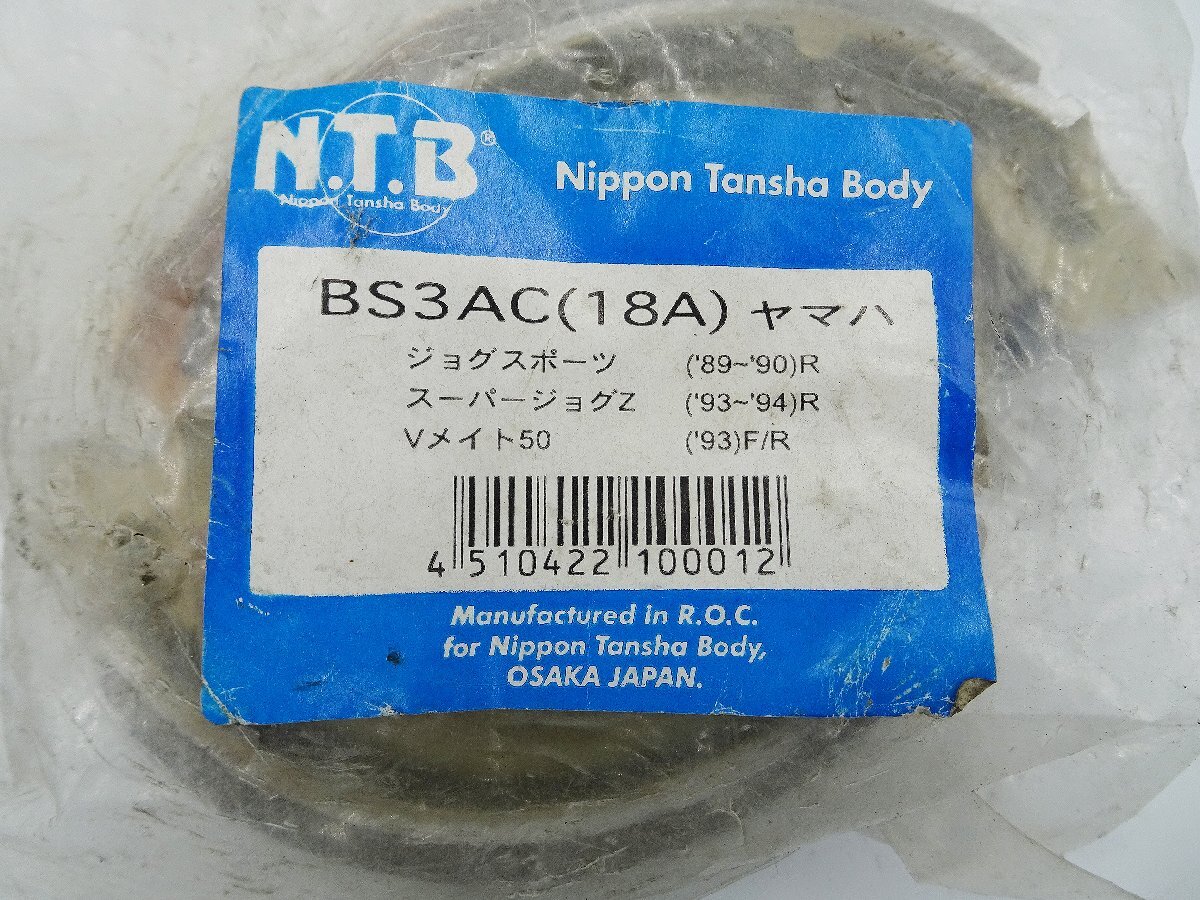 N.T.B®
Nippon Tansha Body
Nippon Tansha Body
BS3AC(18A) ヤマハ
ジョグスポーツ ('89~'90)R
スーパージョグZ ('93~'94)R
Vメイト50 ('93)F/R
4 510422 100012
Manufactured in R.O.C.
for Nippon Tansha Body,
OSAKA JAPAN.